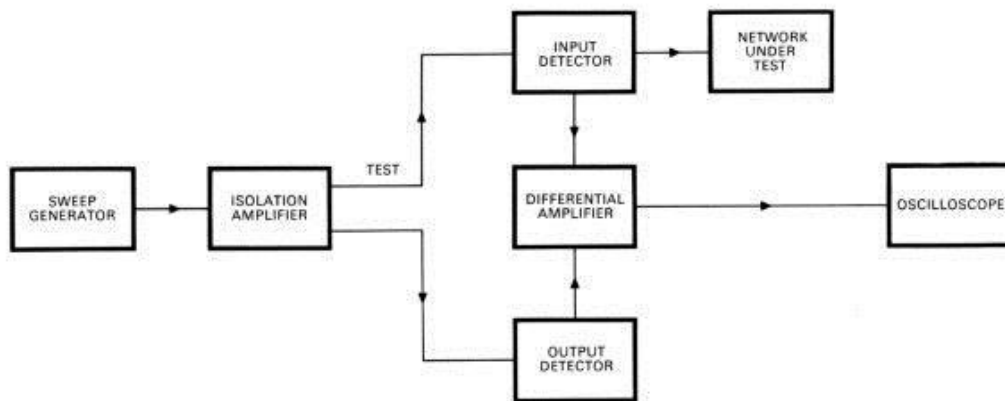 INPUT
DETECTOR
NETWORK
UNDER
TEST
TEST
SWEEP
GENERATOR
ISOLATION
AMPLIFIER
DIFFERENTIAL
AMPLIFIER
OSCILLOSCOPE
OUTPUT
DETECTOR